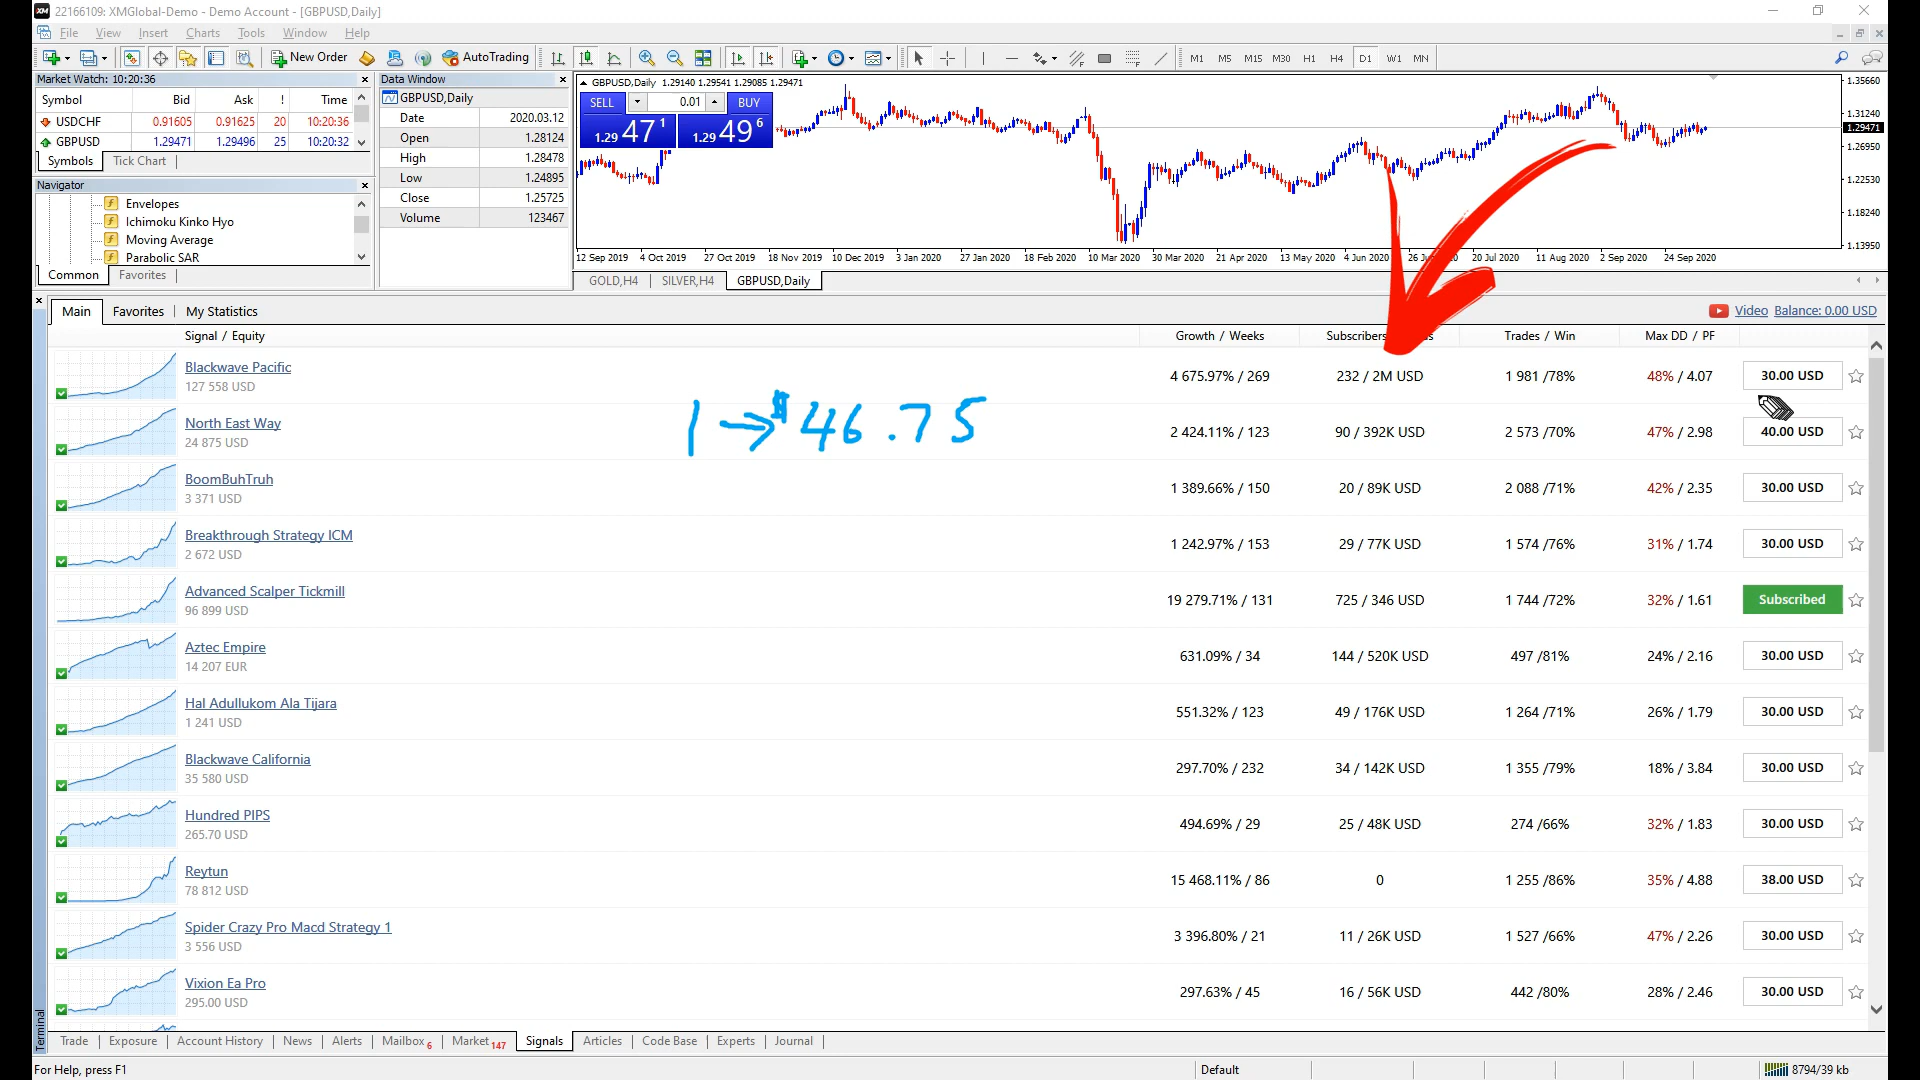 22166109: XMGlobal-Demo - Demo Account - [GBPUSD,Daily]
File View Insert Charts Tools Window Help
New Order AutoTrading M1 M5 M15 M30 H1 H4 D1 W1 MN
Market Watch: 10:20:36
Symbol Bid Ask ! Time
USDCHF 0.91605 0.91625 20 10:20:36
GBPUSD 1.29471 1.29496 25 10:20:32
Symbols Tick Chart
Navigator
Envelopes
Ichimoku Kinko Hyo
Moving Average
Parabolic SAR
Common Favorites
Data Window
GBPUSD,Daily
Date 2020.03.12
Open 1.28124
High 1.28478
Low 1.24895
Close 1.25725
Volume 123467
GBPUSD,Daily 1.29140 1.29541 1.29085 1.29471
SELL 0.01 BUY
1.29 47 1 1.29 49 6
1.35660
1.31240
1.29471
1.26950
1.22530
1.18240
1.13950
12 Sep 2019 4 Oct 2019 27 Oct 2019 18 Nov 2019 10 Dec 2019 3 Jan 2020 27 Jan 2020 18 Feb 2020 10 Mar 2020 30 Mar 2020 21 Apr 2020 13 May 2020 4 Jun 2020 20 Jul 2020 11 Aug 2020 2 Sep 2020 24 Sep 2020
GOLD,H4 SILVER,H4 GBPUSD,Daily
Main Favorites My Statistics Video Balance: 0.00 USD
Signal / Equity Growth / Weeks Subscribers Trades / Win Max DD / PF
Blackwave Pacific 4 675.97% / 269 232 / 2M USD 1 981 /78% 48% / 4.07 30.00 USD
127 558 USD
1 → $46.75
North East Way 2 424.11% / 123 90 / 392K USD 2 573 /70% 47% / 2.98 40.00 USD
24 875 USD
BoomBuhTruh 1 389.66% / 150 20 / 89K USD 2 088 /71% 42% / 2.35 30.00 USD
3 371 USD
Breakthrough Strategy ICM 1 242.97% / 153 29 / 77K USD 1 574 /76% 31% / 1.74 30.00 USD
2 672 USD
Advanced Scalper Tickmill 19 279.71% / 131 725 / 346 USD 1 744 /72% 32% / 1.61 Subscribed
96 899 USD
Aztec Empire 631.09% / 34 144 / 520K USD 497 /81% 24% / 2.16 30.00 USD
14 207 EUR
Hal Adullukom Ala Tijara 551.32% / 123 49 / 176K USD 1 264 /71% 26% / 1.79 30.00 USD
1 241 USD
Blackwave California 297.70% / 232 34 / 142K USD 1 355 /79% 18% / 3.84 30.00 USD
35 580 USD
Hundred PIPS 494.69% / 29 25 / 48K USD 274 /66% 32% / 1.83 30.00 USD
265.70 USD
Reytun 15 468.11% / 86 0 1 255 /86% 35% / 4.88 38.00 USD
78 812 USD
Spider Crazy Pro Macd Strategy 1 3 396.80% / 21 11 / 26K USD 1 527 /66% 47% / 2.26 30.00 USD
3 556 USD
Vixion Ea Pro 297.63% / 45 16 / 56K USD 442 /80% 28% / 2.46 30.00 USD
295.00 USD
Terminal
Trade Exposure Account History News Alerts Mailbox 6 Market 147 Signals Articles Code Base Experts Journal
For Help, press F1 Default 8794/39 kb